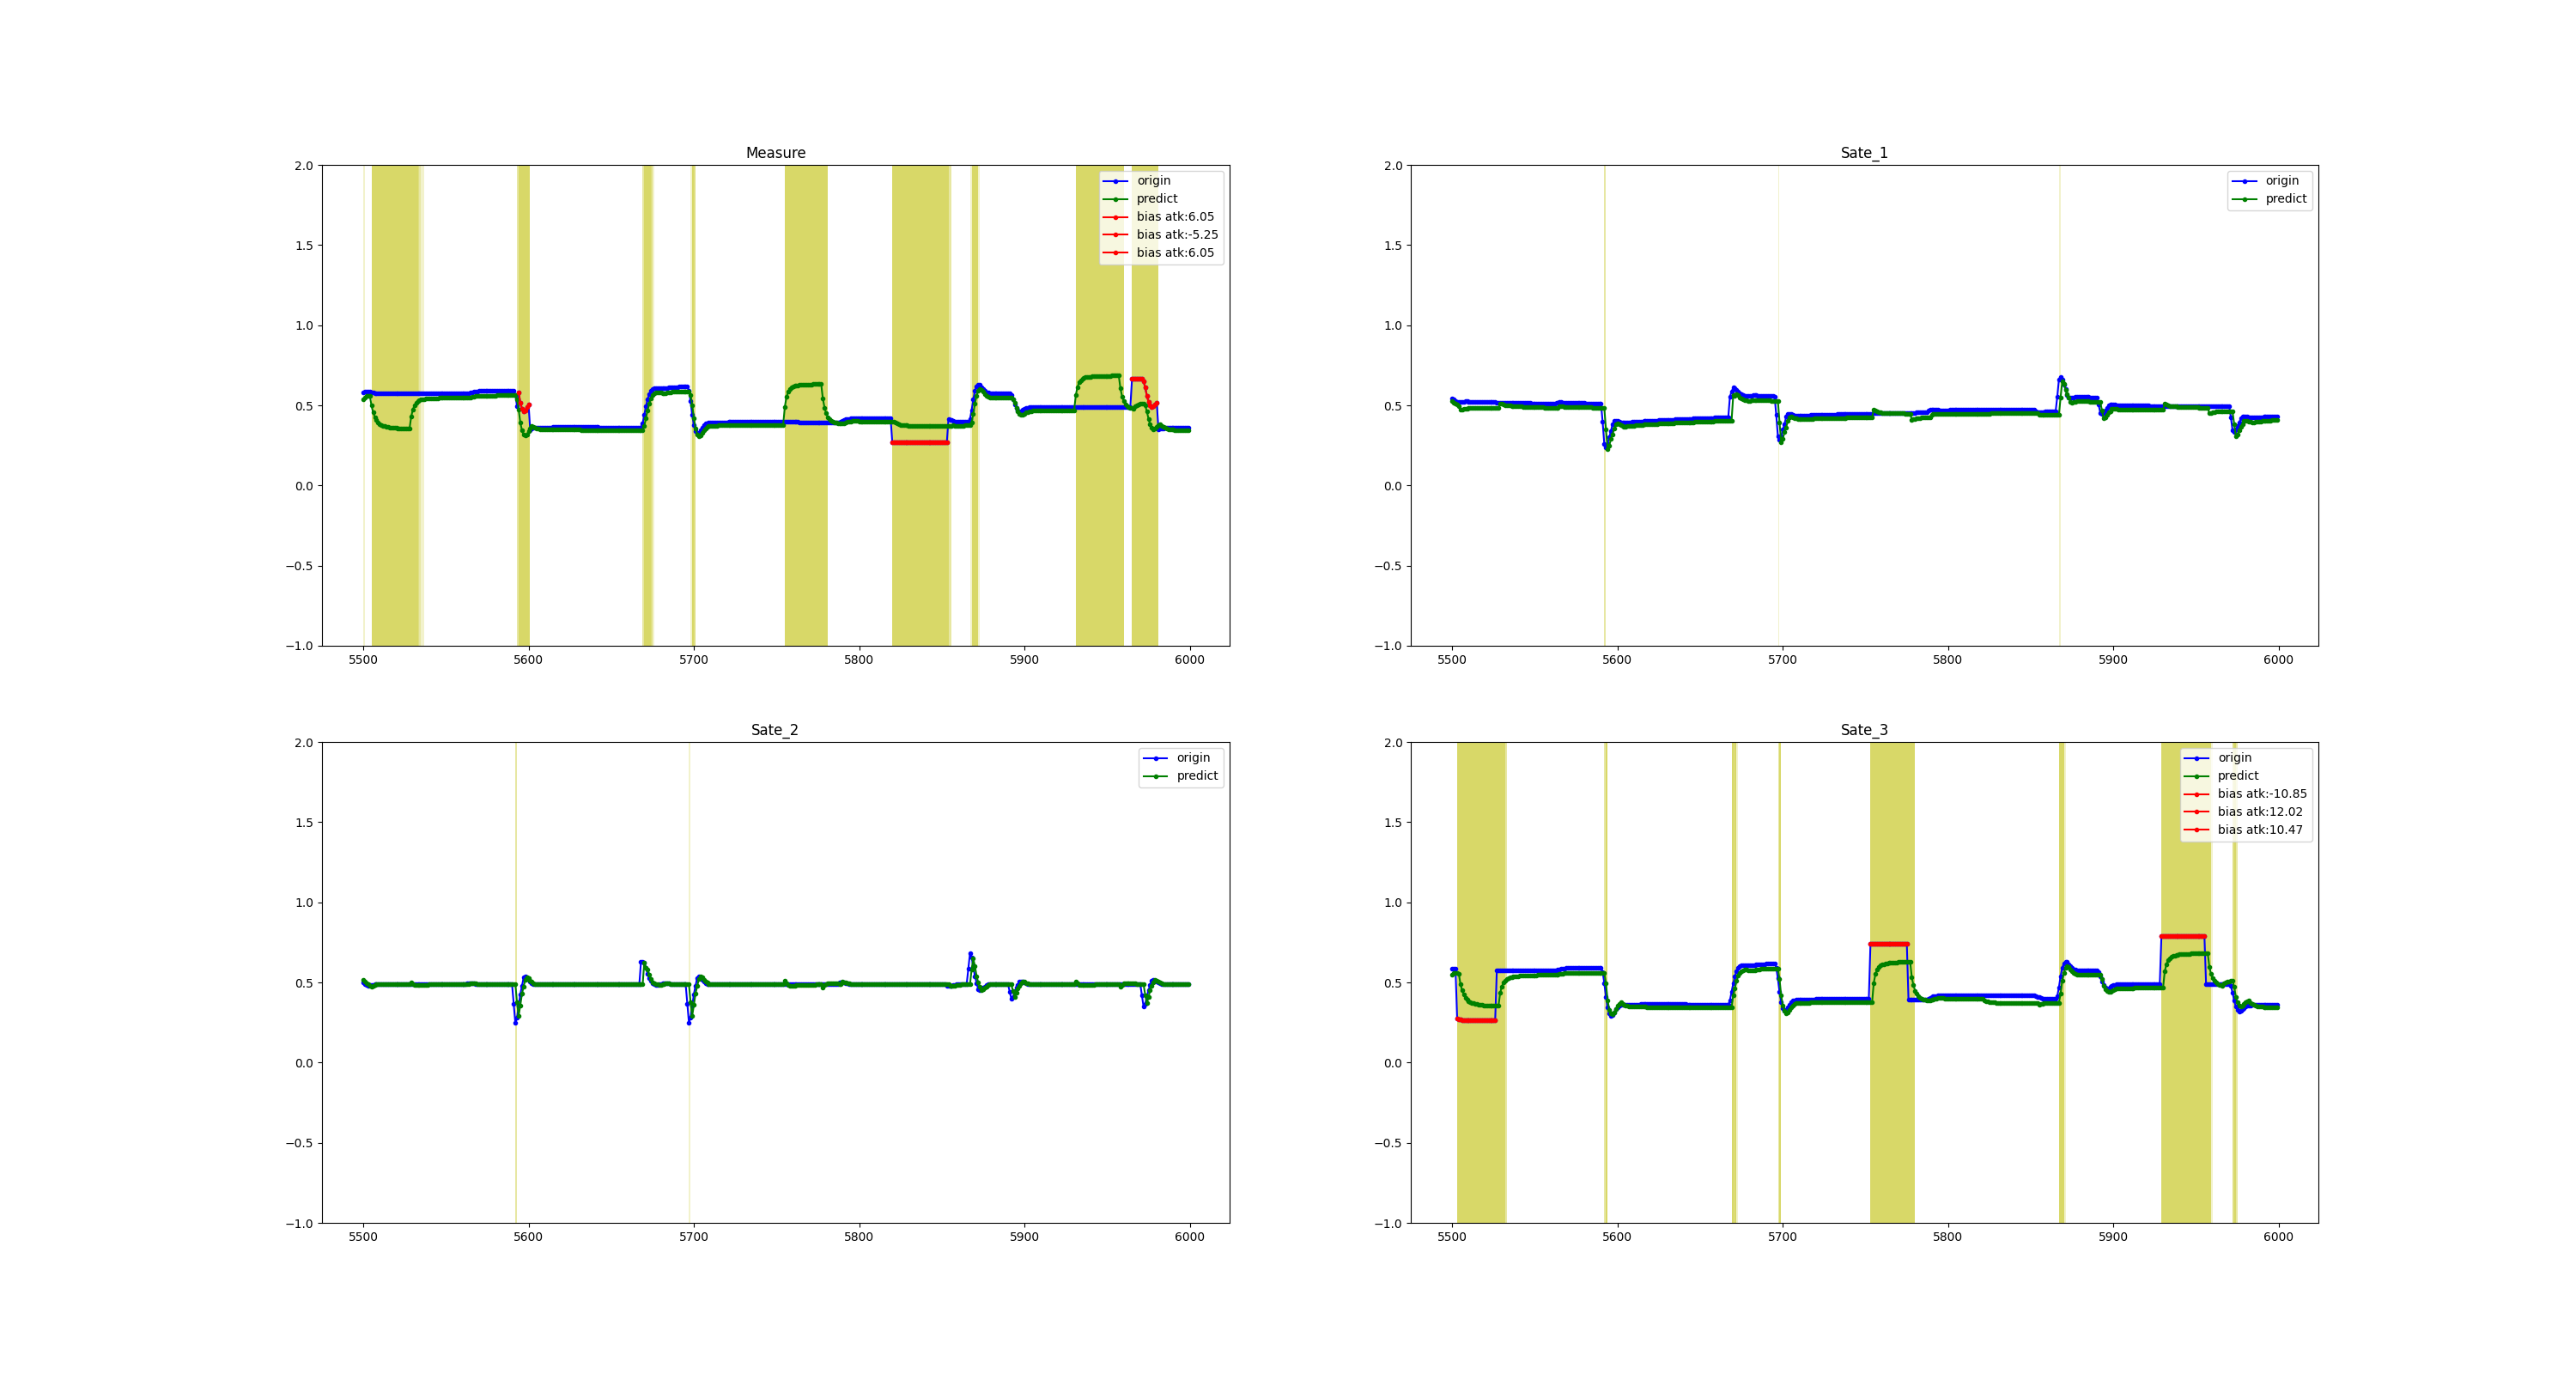 Measure
2.0
1.5
1.0
0.5
0.0
−0.5
−1.0
5500 5600 5700 5800 5900 6000
origin
predict
bias atk:6.05
bias atk:-5.25
bias atk:6.05
Sate_1
2.0
1.5
1.0
0.5
0.0
−0.5
−1.0
5500 5600 5700 5800 5900 6000
origin
predict
Sate_2
2.0
1.5
1.0
0.5
0.0
−0.5
−1.0
5500 5600 5700 5800 5900 6000
origin
predict
Sate_3
2.0
1.5
1.0
0.5
0.0
−0.5
−1.0
5500 5600 5700 5800 5900 6000
origin
predict
bias atk:-10.85
bias atk:12.02
bias atk:10.47